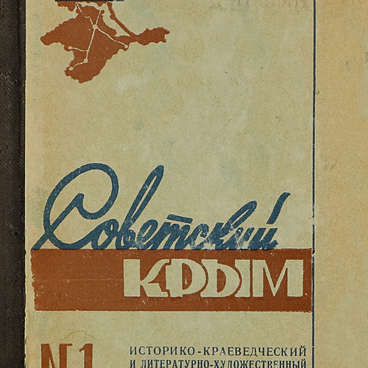 Советский
КРЫМ
№1
ИСТОРИКО-КРАЕВЕДЧЕСКИЙ
И ЛИТЕРАТУРНО-ХУДОЖЕСТВЕННЫЙ